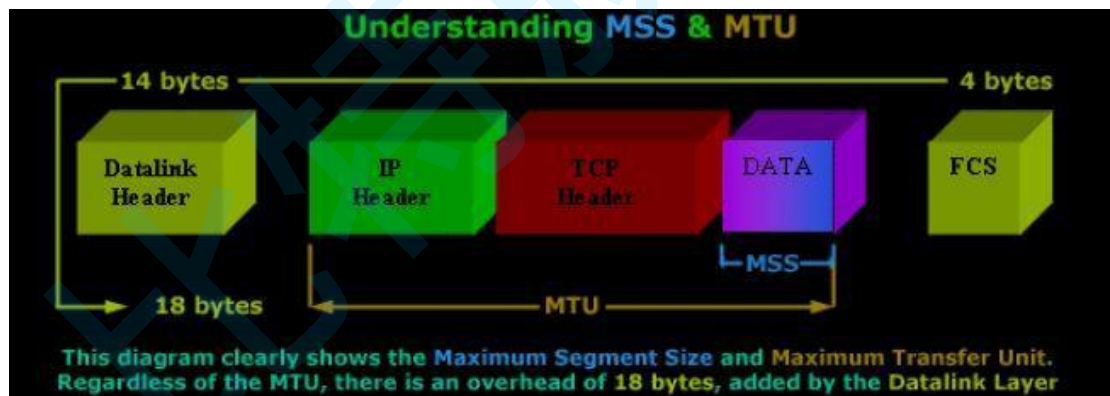 Understanding MSS & MTU
14 bytes
4 bytes
Datalink
Header
IP
Header
TCP
Header
DATA
FCS
MSS
MTU
18 bytes
This diagram clearly shows the Maximum Segment Size and Maximum Transfer Unit.
Regardless of the MTU, there is an overhead of 18 bytes, added by the Datalink Layer